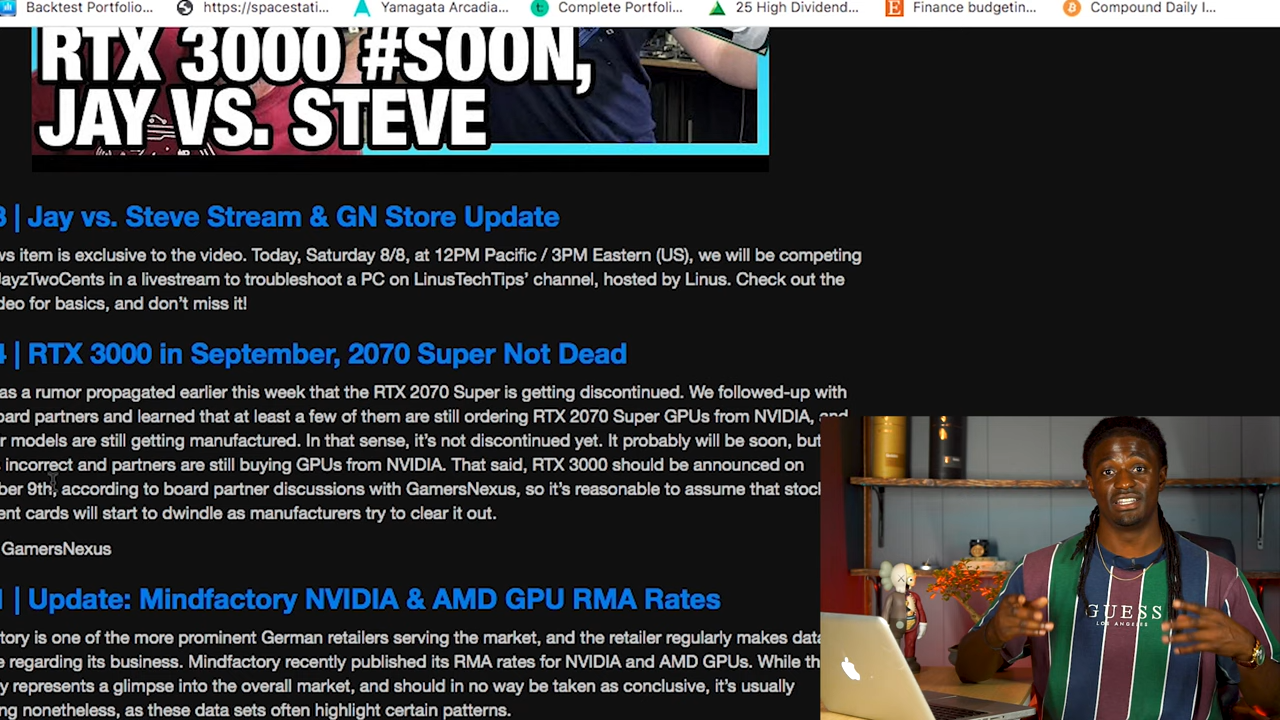 Backtest Portfolio... https://spacestati... Yamagata Arcadia... Complete Portfoli... 25 High Dividend... Finance budgetin... Compound Daily I...
RTX 3000 #SOON,
JAY VS. STEVE
| Jay vs. Steve Stream & GN Store Update
item is exclusive to the video. Today, Saturday 8/8, at 12PM Pacific / 3PM Eastern (US), we will be competing
JayzTwoCents in a livestream to troubleshoot a PC on LinusTechTips' channel, hosted by Linus. Check out the
for basics, and don't miss it!
| RTX 3000 in September, 2070 Super Not Dead
as a rumor propagated earlier this week that the RTX 2070 Super is getting discontinued. We followed-up with
partners and learned that at least a few of them are still ordering RTX 2070 Super GPUs from NVIDIA, and
models are still getting manufactured. In that sense, it's not discontinued yet. It probably will be soon, but
incorrect and partners are still buying GPUs from NVIDIA. That said, RTX 3000 should be announced on
ber 9th, according to board partner discussions with GamersNexus, so it's reasonable to assume that stock
cards will start to dwindle as manufacturers try to clear it out.
GamersNexus
| Update: Mindfactory NVIDIA & AMD GPU RMA Rates
tory is one of the more prominent German retailers serving the market, and the retailer regularly makes data
regarding its business. Mindfactory recently published its RMA rates for NVIDIA and AMD GPUs. While th
represents a glimpse into the overall market, and should in no way be taken as conclusive, it's usually
nonetheless, as these data sets often highlight certain patterns.
GUESS
LOS ANGELES